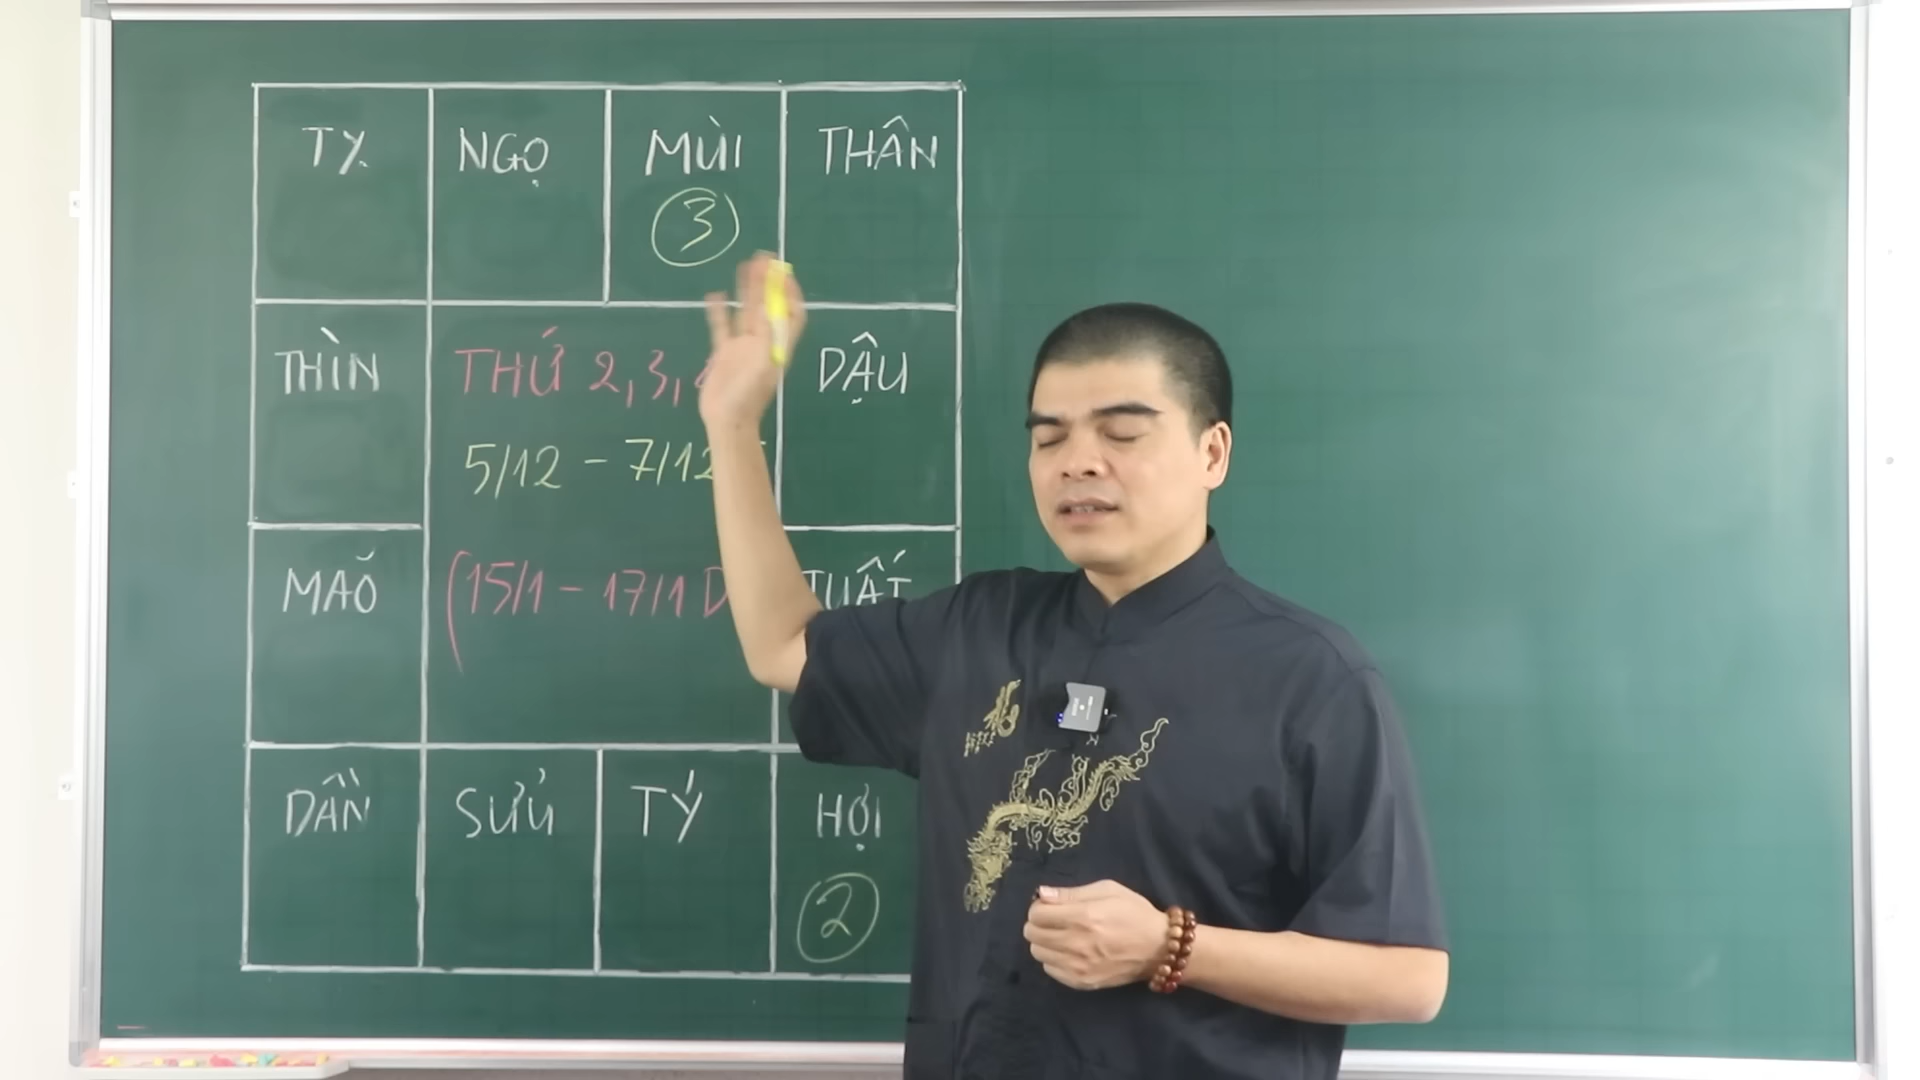 TỴ NGỌ MÙI THÂN
3
THÌN THỨ 2, 3, DẬU
5/12 - 7/12
MÃO (15/1 - 17/1 TUẤT
DẦN SỬU TÝ HỢI
2